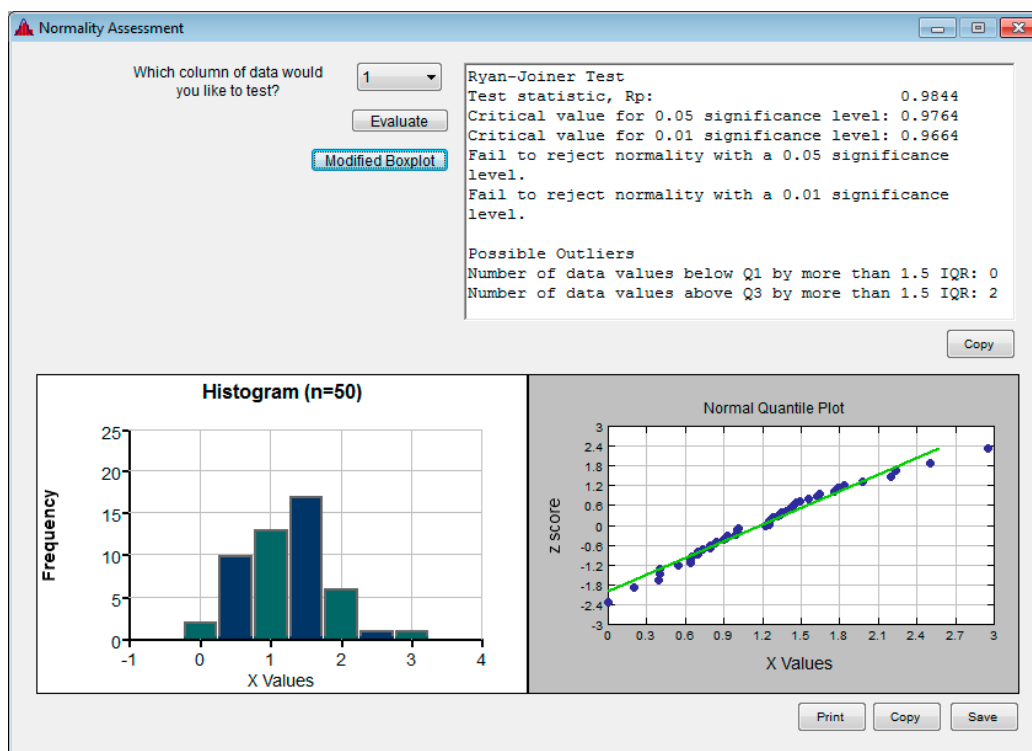 Normality Assessment
Which column of data would
you like to test?
1
Evaluate
Modified Boxplot
Ryan-Joiner Test
Test statistic, Rp: 0.9844
Critical value for 0.05 significance level: 0.9764
Critical value for 0.01 significance level: 0.9664
Fail to reject normality with a 0.05 significance
level.
Fail to reject normality with a 0.01 significance
level.
Possible Outliers
Number of data values below Q1 by more than 1.5 IQR: 0
Number of data values above Q3 by more than 1.5 IQR: 2
Copy
Histogram (n=50)
Frequency
25
20
15
10
5
0
-1 0 1 2 3 4
X Values
Normal Quantile Plot
z score
3
2.4
1.8
1.2
0.6
0
-0.6
-1.2
-1.8
-2.4
-3
0 0.3 0.6 0.9 1.2 1.5 1.8 2.1 2.4 2.7 3
X Values
Print
Copy
Save